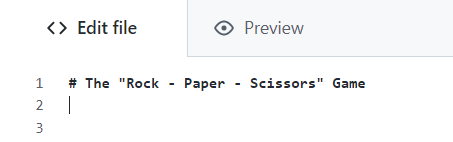 <> Edit file
Preview
1 # The "Rock - Paper - Scissors" Game
2
3